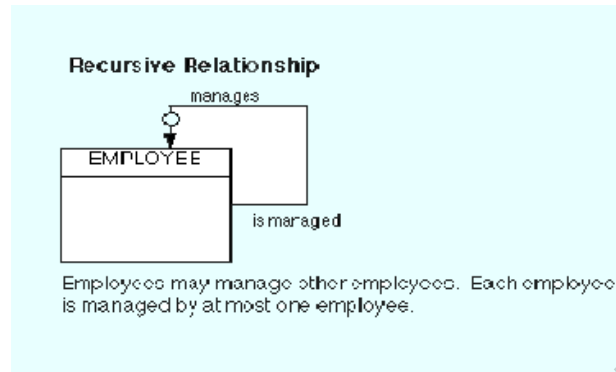 Recursive Relationship
manages
EMPLOYEE
is managed
Employees may manage other employees. Each employee
is managed by at most one employee.